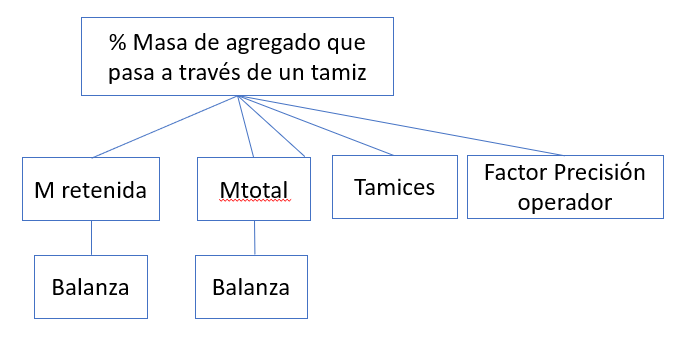 % Masa de agregado que
pasa a través de un tamiz
M retenida
Mtotal
Tamices
Factor Precisión
operador
Balanza
Balanza